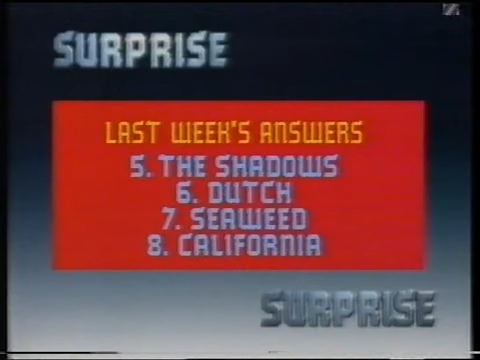 SURPRISE
LAST WEEK'S ANSWERS
5. THE SHADOWS
6. DUTCH
7. SEAWEED
8. CALIFORNIA
SURPRISE